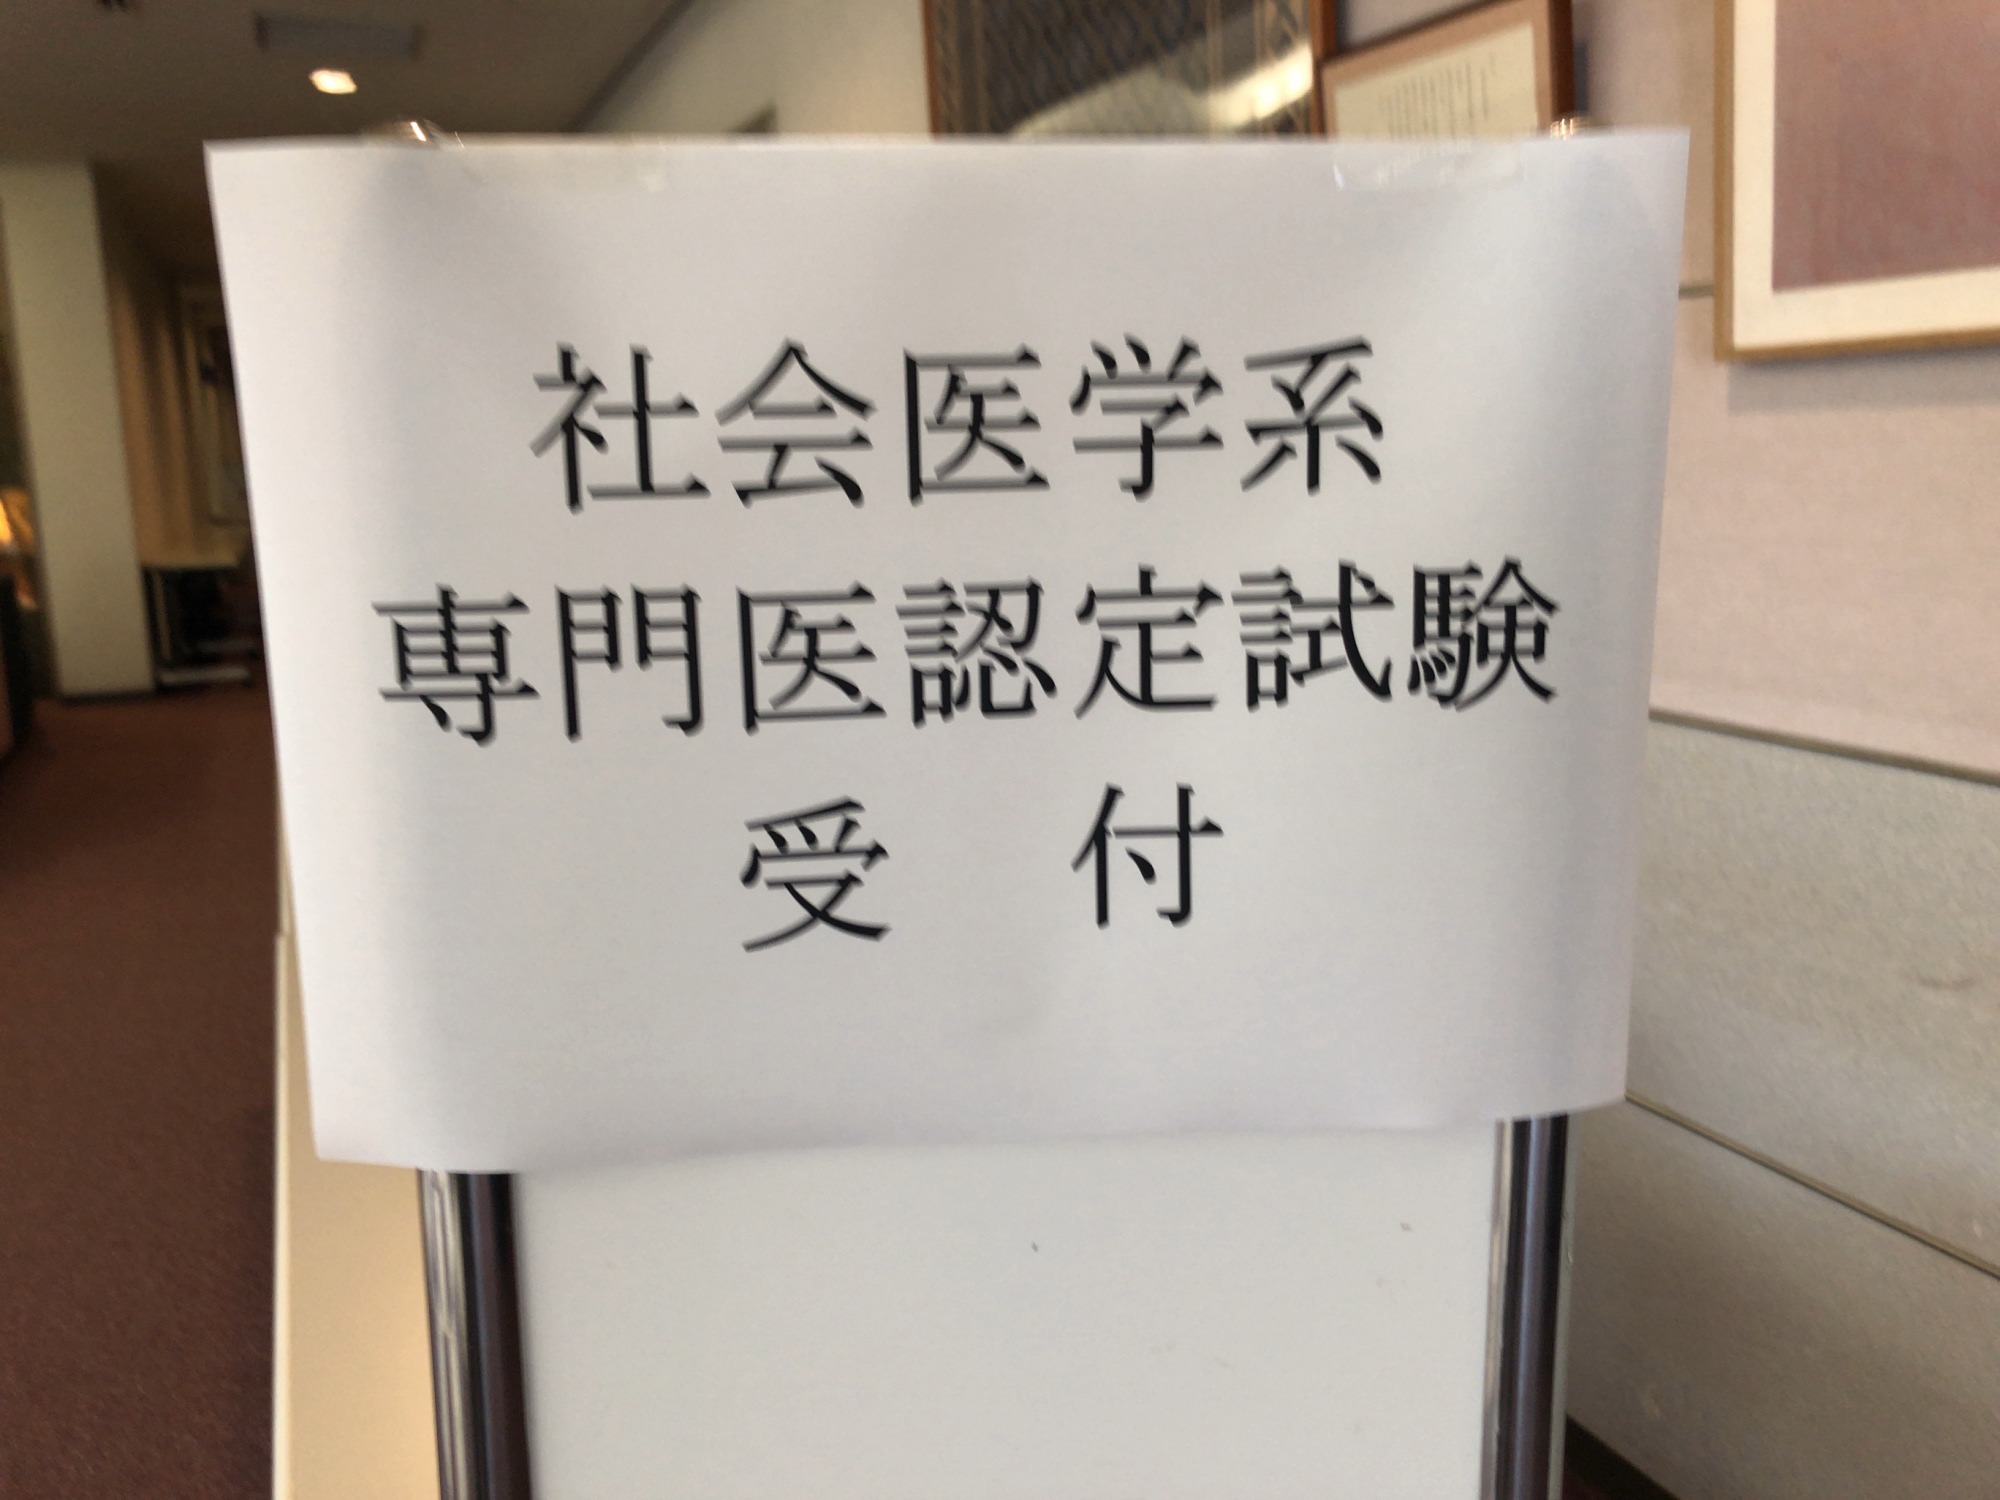 社会医学系
専門医認定試験
受　付